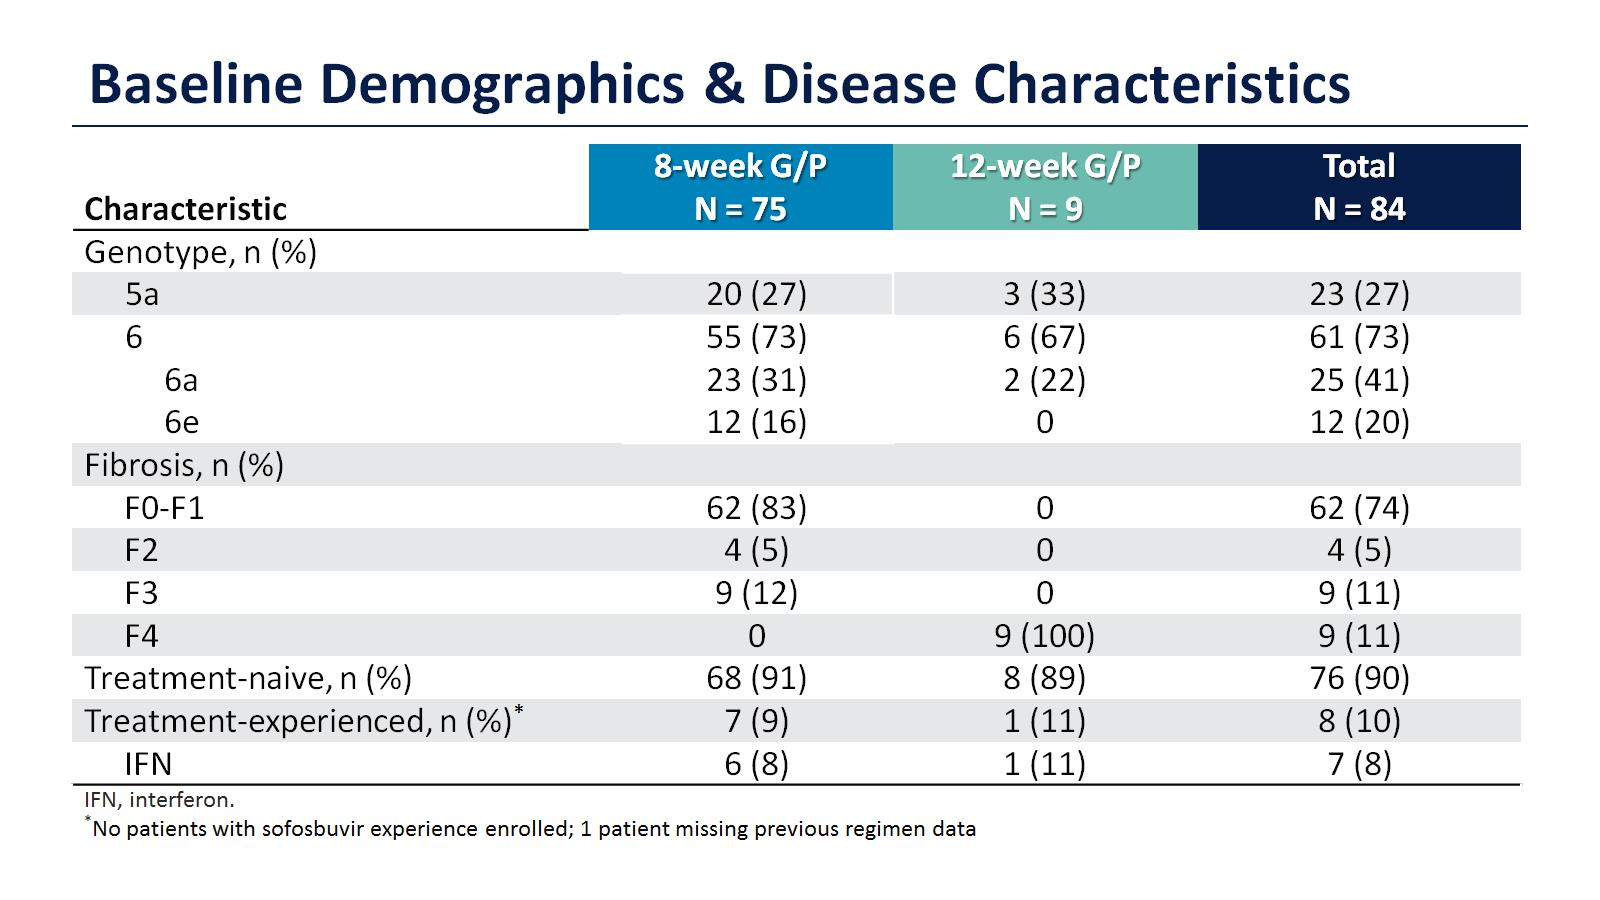 Baseline Demographics & Disease Characteristics
Characteristic 8-week G/P N = 75 12-week G/P N = 9 Total N = 84
Genotype, n (%)
5a 20 (27) 3 (33) 23 (27)
6 55 (73) 6 (67) 61 (73)
6a 23 (31) 2 (22) 25 (41)
6e 12 (16) 0 12 (20)
Fibrosis, n (%)
F0-F1 62 (83) 0 62 (74)
F2 4 (5) 0 4 (5)
F3 9 (12) 0 9 (11)
F4 0 9 (100) 9 (11)
Treatment-naive, n (%) 68 (91) 8 (89) 76 (90)
Treatment-experienced, n (%)* 7 (9) 1 (11) 8 (10)
IFN 6 (8) 1 (11) 7 (8)
IFN, interferon.
*No patients with sofosbuvir experience enrolled; 1 patient missing previous regimen data